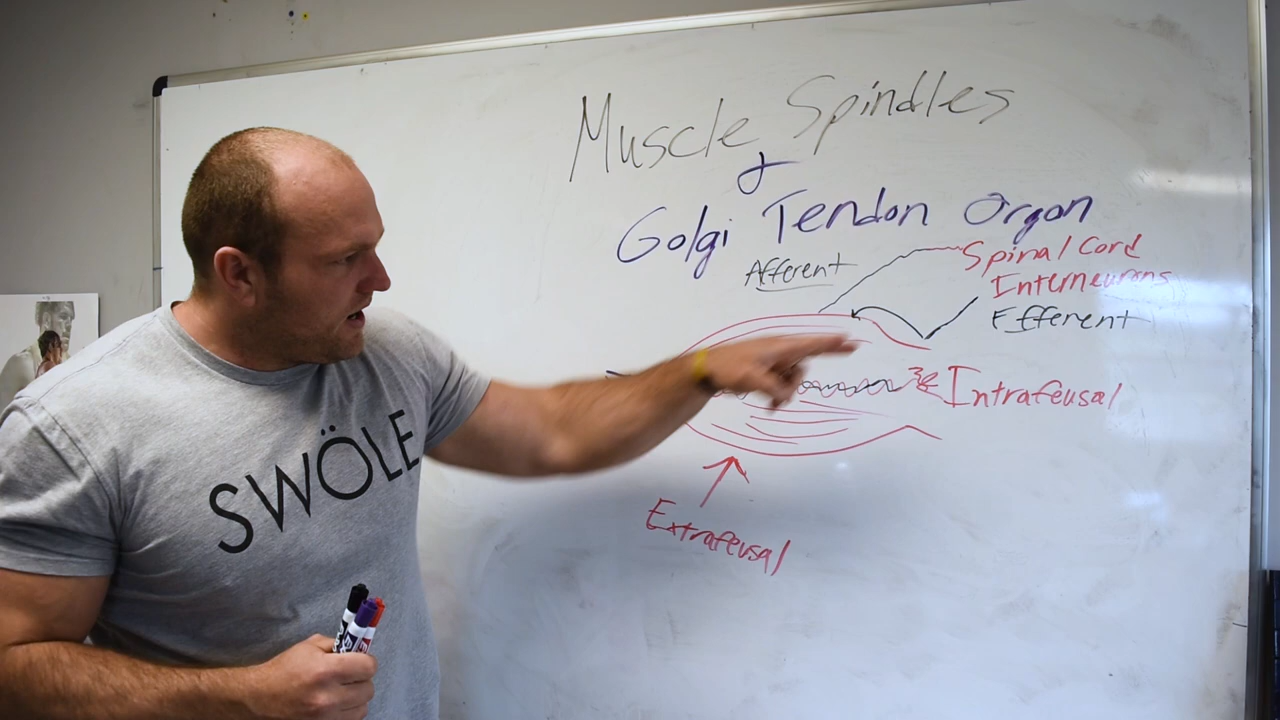 Muscle Spindles
&
Golgi Tendon Organ
Afferent
Spinal Cord
Interneurons
Efferent
Intrafeusal
Extrafeusal
SWÖLE